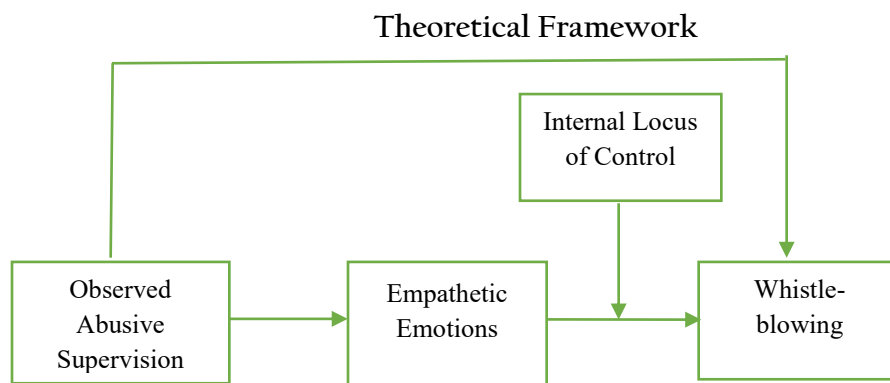 Theoretical Framework
Internal Locus
of Control
Observed
Abusive
Supervision
Empathetic
Emotions
Whistle-
blowing